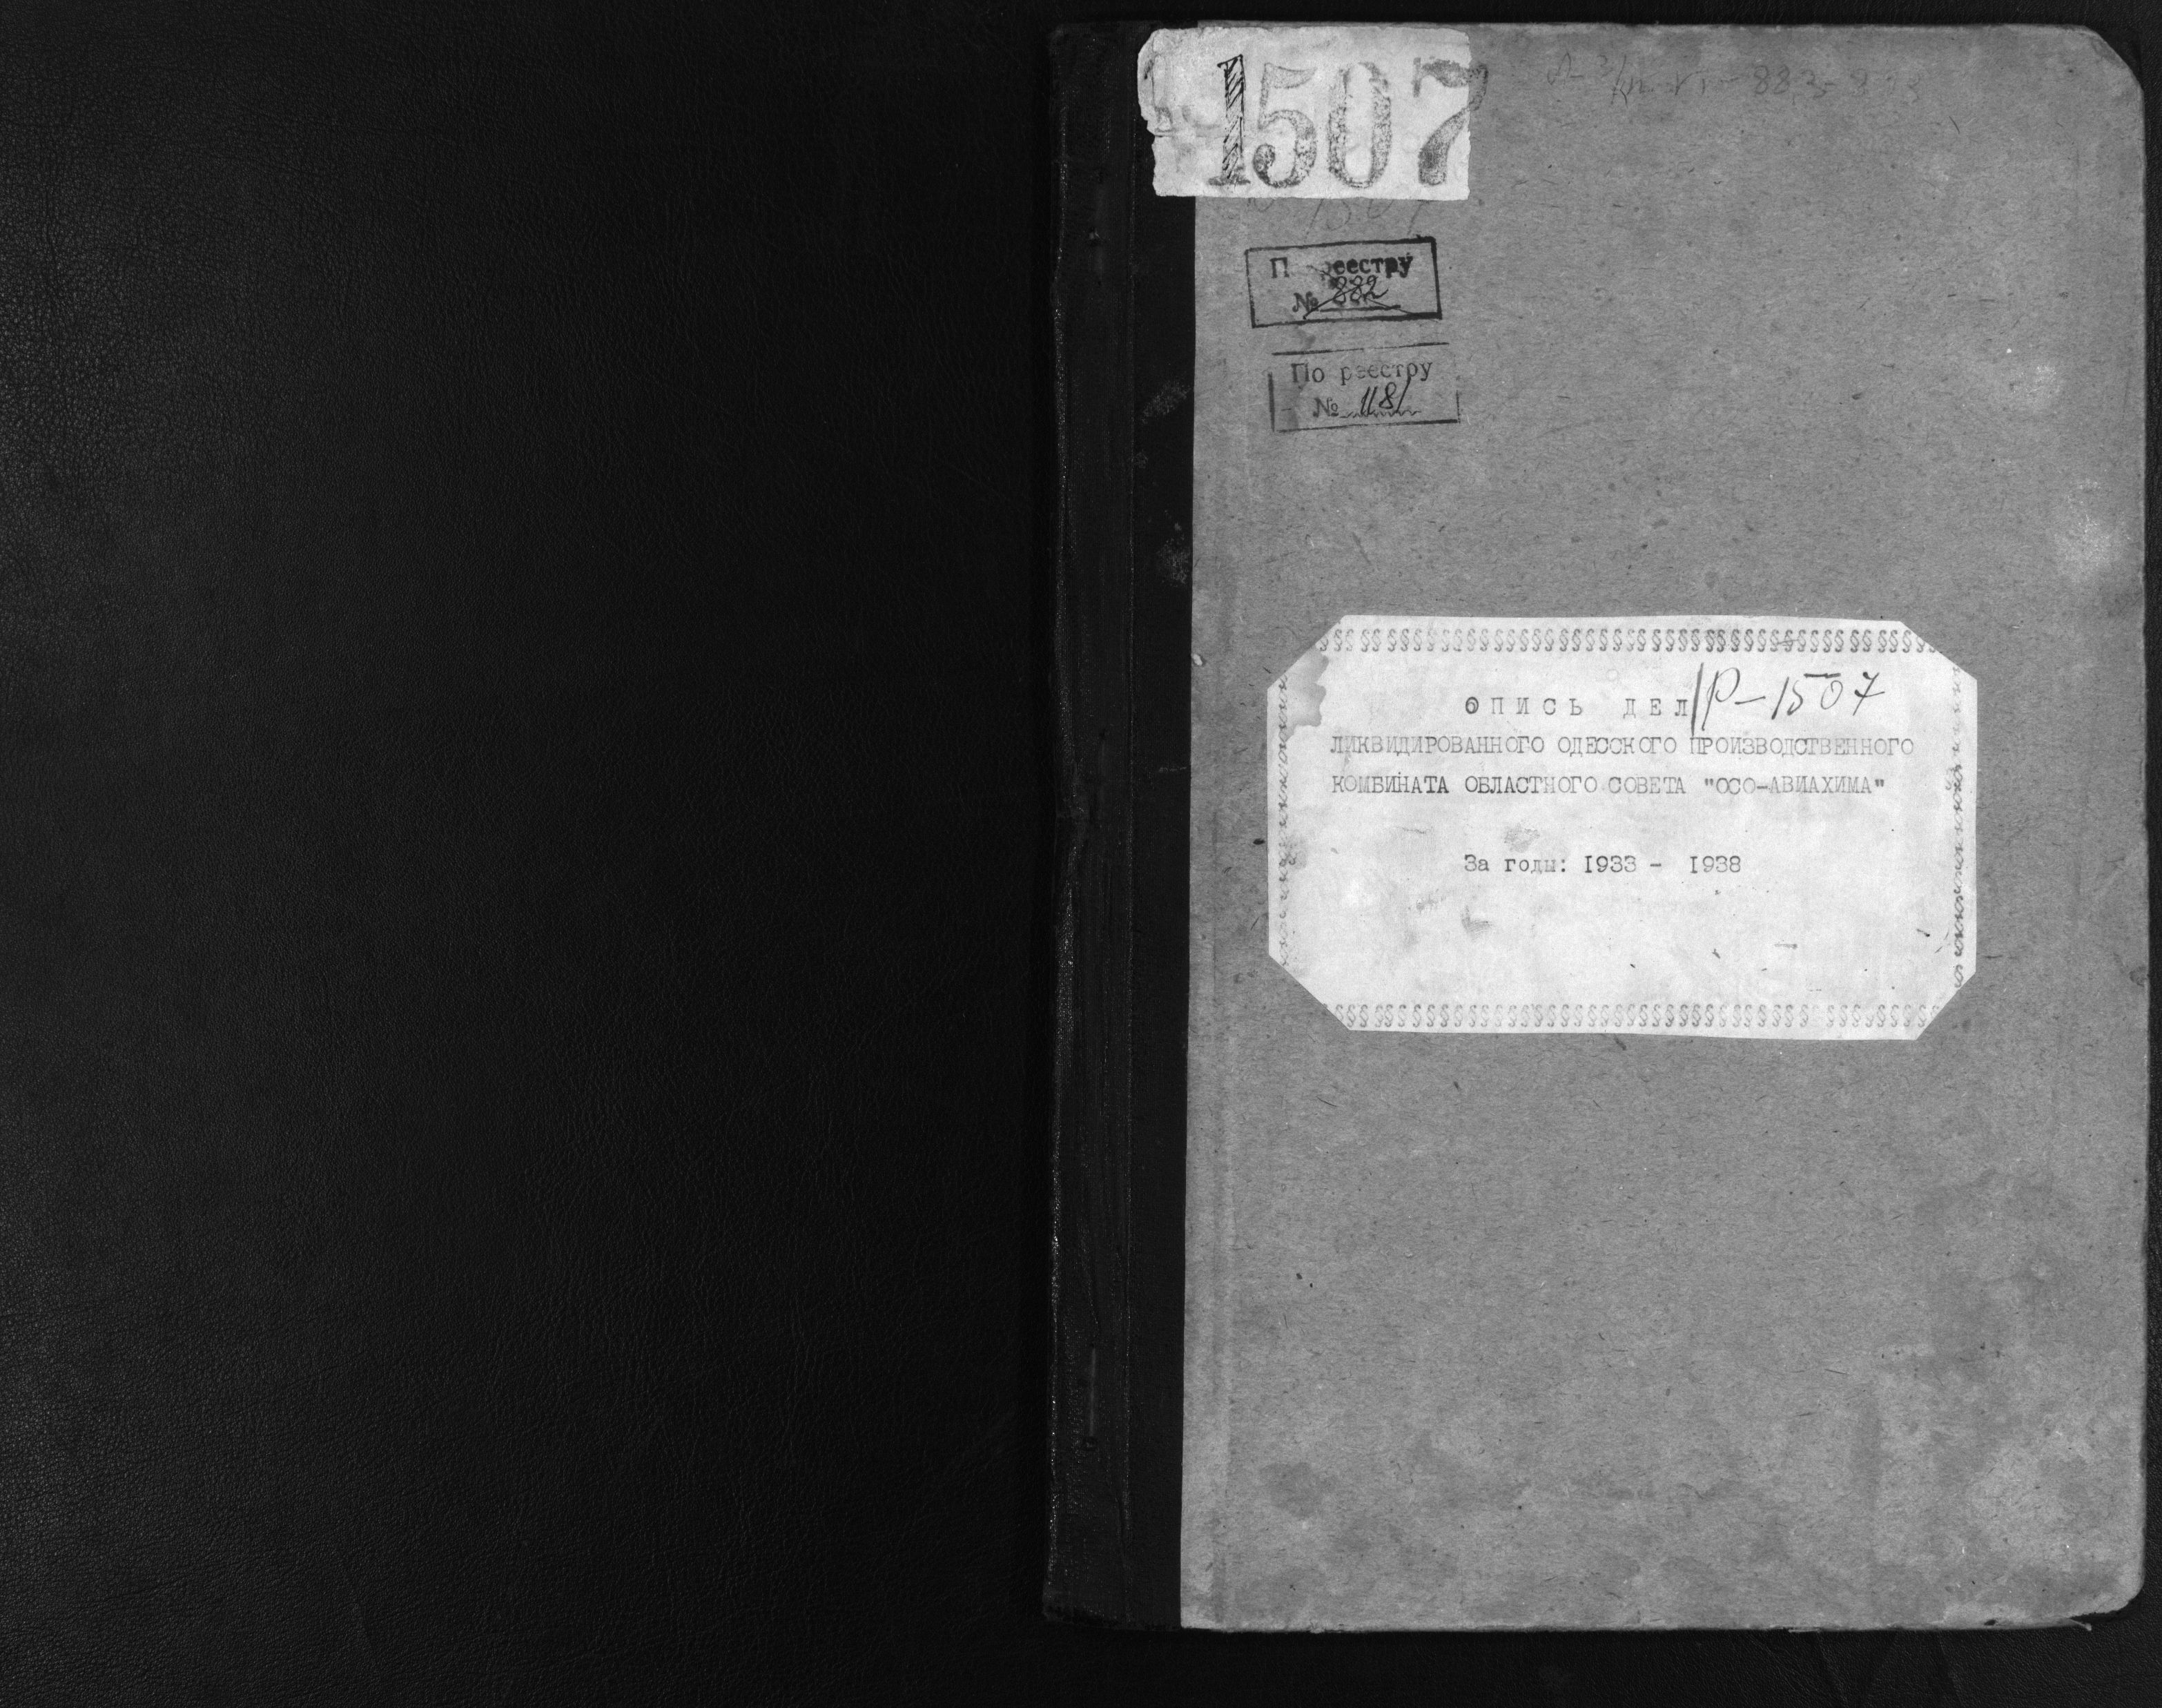 1507
По реестру
№ 882
По реестру
№ 1181
ОПИСЬ ДЕЛ Р-1507
ЛИКВИДИРОВАННОГО ОДЕССКОГО ПРОИЗВОДСТВЕННОГО
КОМБИНАТА ОБЛАСТНОГО СОВЕТА "ОСО-АВИАХИМА"
За годы: 1933 - 1938